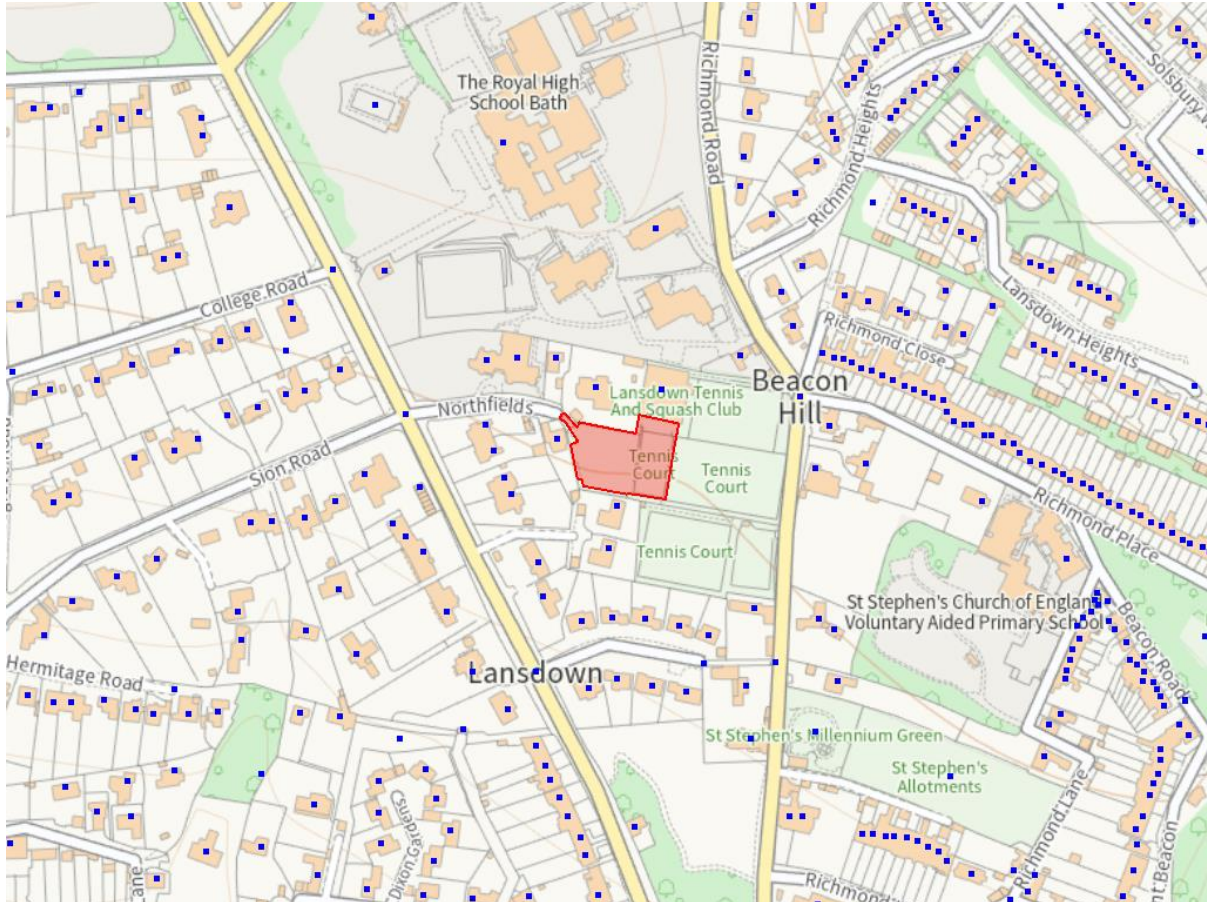 The Royal High
School Bath
Richmond Road
Richmond Heights
Solsbury
College Road
Lansdown Heights
Richmond Close
Beacon
Hill
Lansdown Tennis
And Squash Club
Northfields
Sion Road
Tennis
Court
Tennis
Court
Tennis Court
Richmond Place
St Stephen's Church of England
Voluntary Aided Primary School
Beacon Road
Hermitage Road
Lansdown
St Stephen's Millennium Green
St Stephen's
Allotments
Dixon Gardens
Lane
Richmond Lane
Richmond
nt Beacon